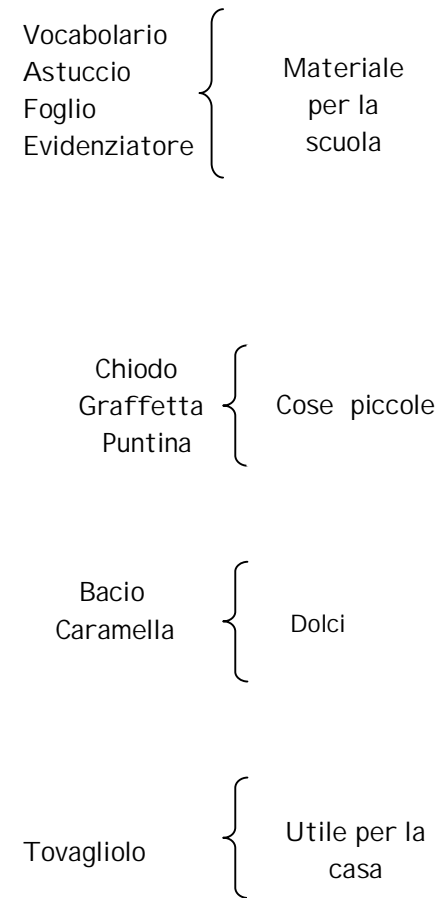 Vocabolario
Astuccio
Foglio
Evidenziatore
Materiale
per la
scuola
Chiodo
Graffetta
Puntina
Cose piccole
Bacio
Caramella
Dolci
Tovagliolo
Utile per la
casa